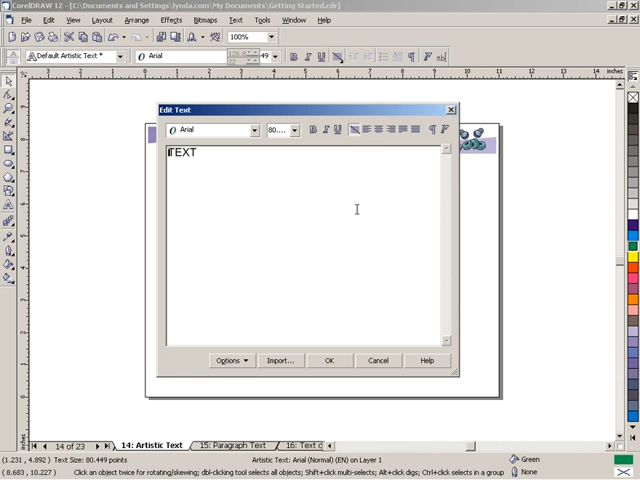 CorelDRAW 12 - [C:\Documents and Settings\lynda.com\My Documents\Getting Started.cdr]
File Edit View Layout Arrange Effects Bitmaps Text Tools Window Help
100%
Default Artistic Text * Arial 49
Edit Text
Arial 80....
TEXT
Options Import... OK Cancel Help
14 of 23 14: Artistic Text 15: Paragraph Text 16: Text
(1.231 , 4.892 ) Text Size: 80.449 points Artistic Text: Arial (Normal) (EN) on Layer 1 Green
(8.683, 10.227) Click an object twice for rotating/skewing; dbl-clicking tool selects all objects; Shift+click multi-selects; Alt+click digs; Ctrl+click selects in a group None